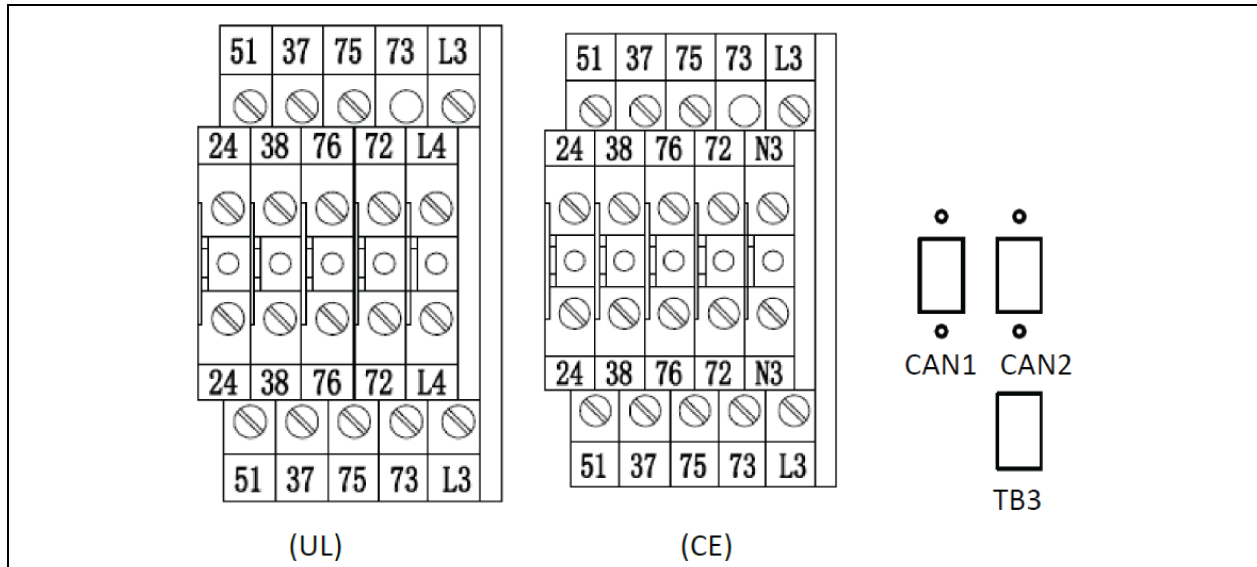 51 37 75 73 L3
24 38 76 72 L4
24 38 76 72 L4
51 37 75 73 L3
(UL)
51 37 75 73 L3
24 38 76 72 N3
24 38 76 72 N3
51 37 75 73 L3
(CE)
CAN1 CAN2
TB3